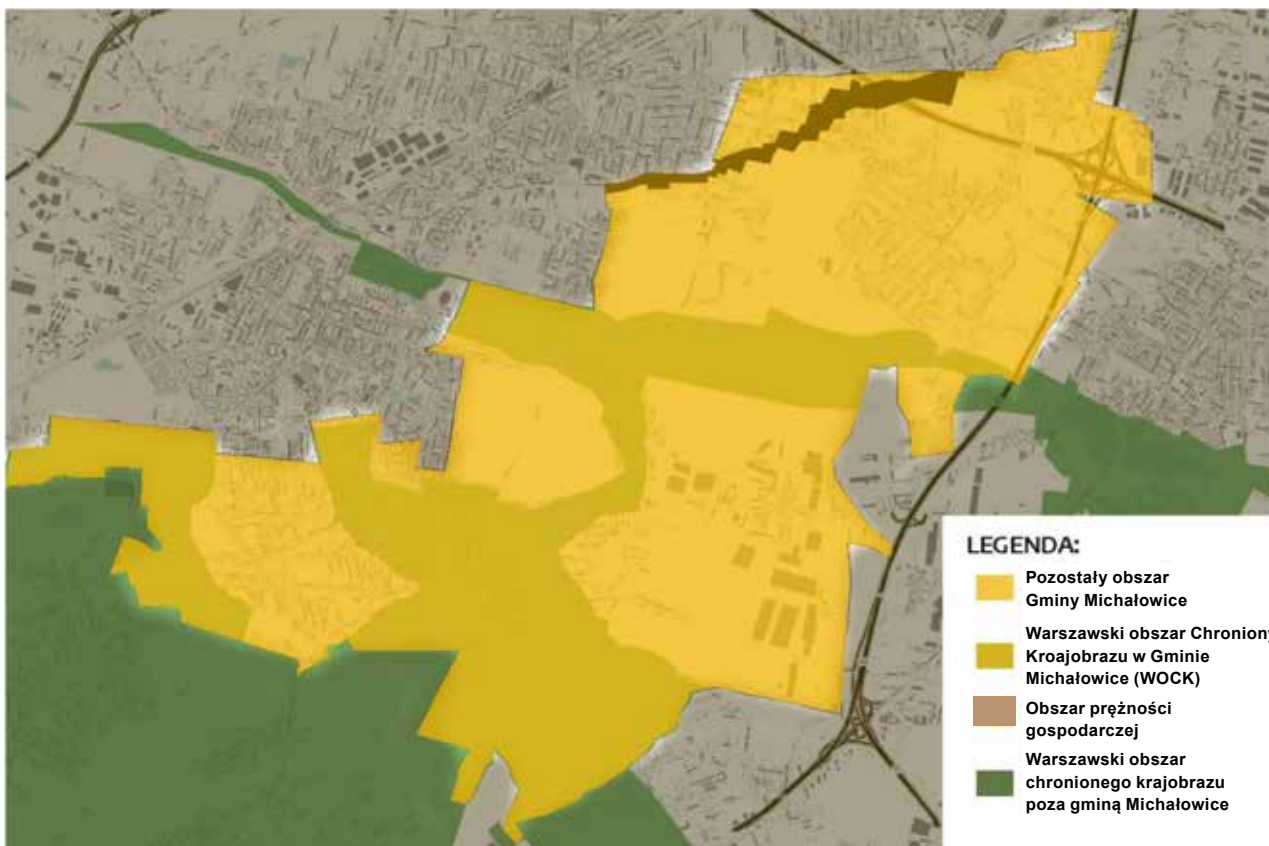 LEGENDA:
Pozostały obszar
Gminy Michałowice
Warszawski obszar Chroniony
Kroajobrazu w Gminie
Michałowice (WOCK)
Obszar prężności
gospodarczej
Warszawski obszar
chronionego krajobrazu
poza gminą Michałowice